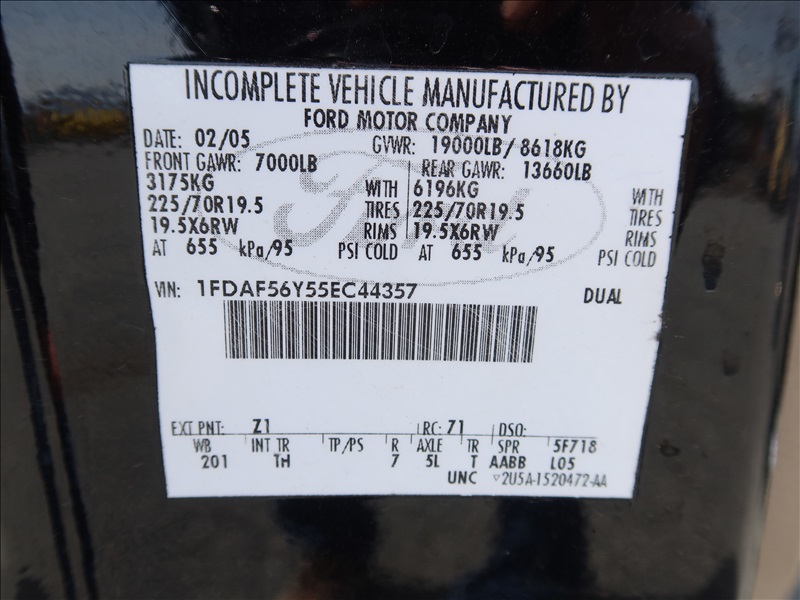 INCOMPLETE VEHICLE MANUFACTURED BY
FORD MOTOR COMPANY
DATE: 02/05 GVWR: 19000LB/ 8618KG
FRONT GAWR: 7000LB REAR GAWR: 13660LB
3175KG WITH 6196KG WITH
225/70R19.5 TIRES 225/70R19.5 TIRES
19.5X6RW RIMS 19.5X6RW RIMS
AT 655 kPa/95 PSI COLD AT 655 kPa/95 PSI COLD
VIN: 1FDAF56Y55EC44357 DUAL
Ford
EXT PNT: Z1 RC: 71 DSO:
WB INT TR TP/PS R AXLE TR SPR 5F718
201 TH 7 5L T AABB L05
UNC ▽2U5A-1520472-AA